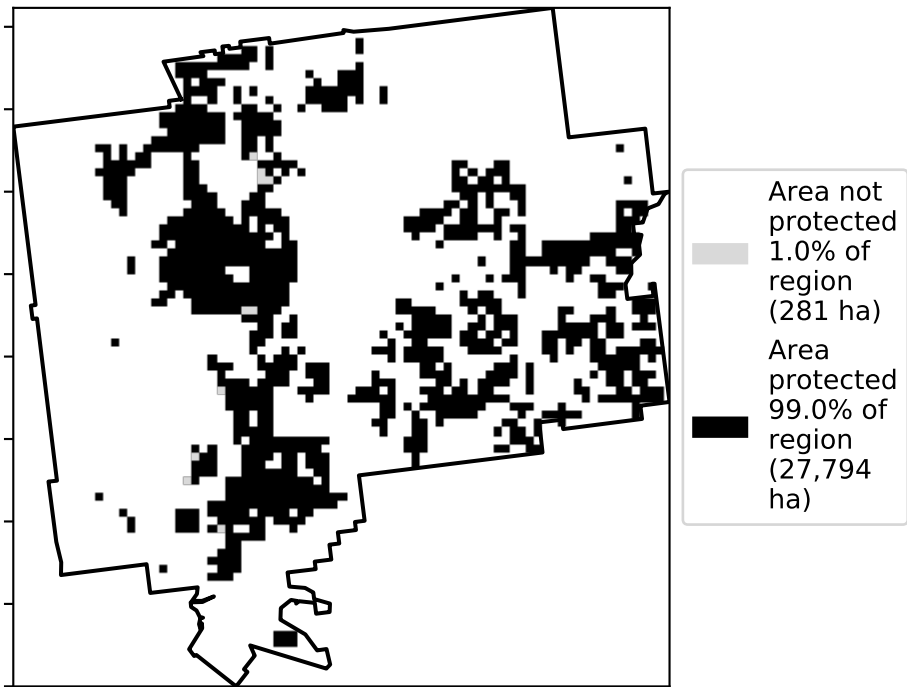 Area not
protected
1.0% of
region
(281 ha)
Area
protected
99.0% of
region
(27,794
ha)